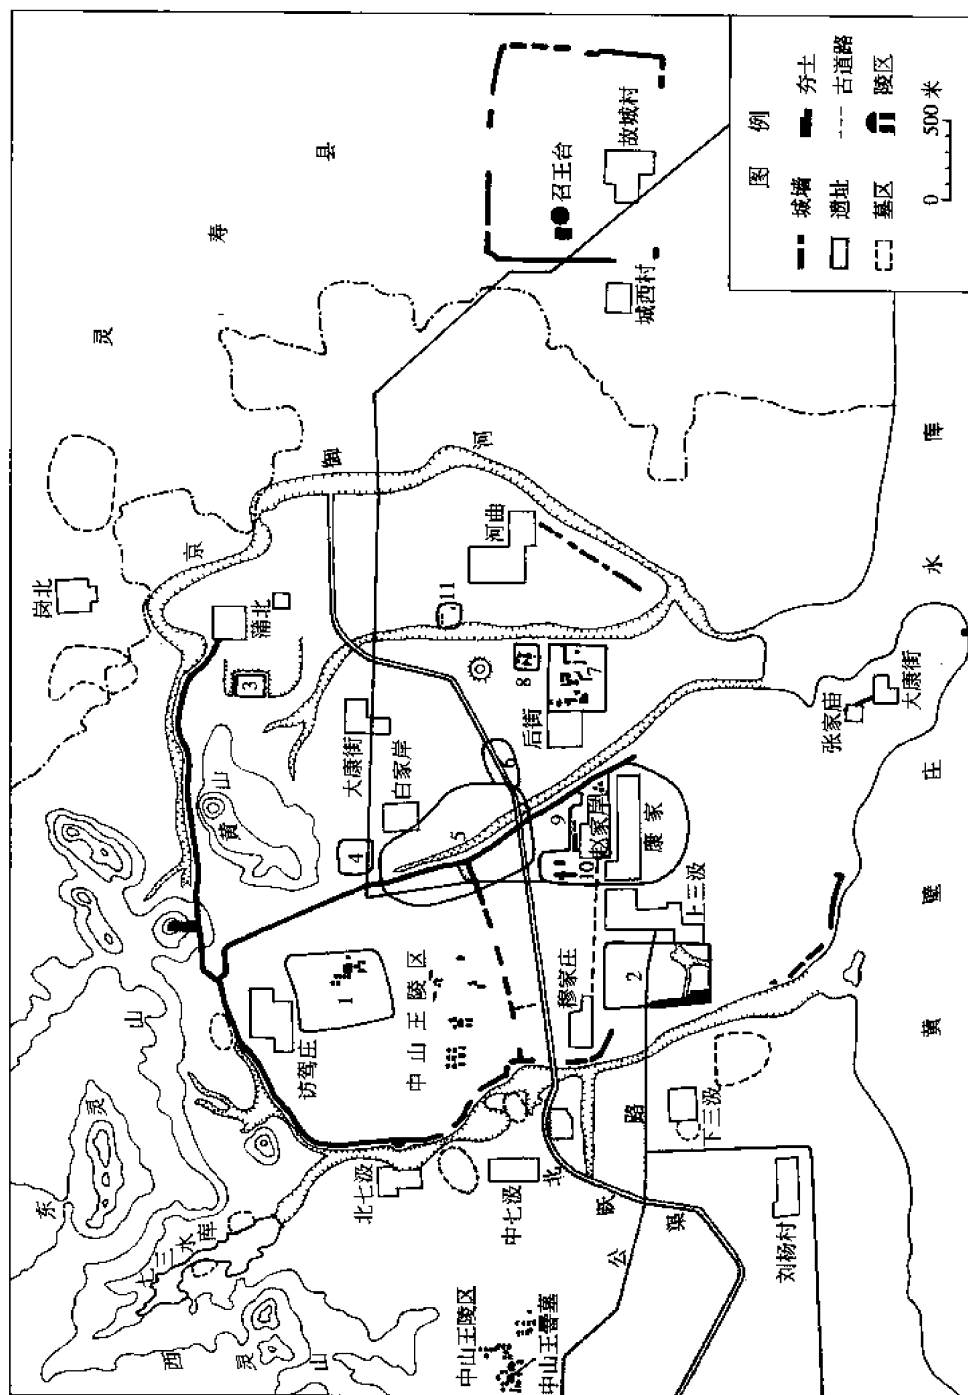 图例
城墙
夯土
遗址
古道路
墓区
陵区
0 500米
灵寿县
东灵山
西灵山
七三水库
黄山
京御河
岗北
蒲北
3
大康街
白家岸
4
5
6
11
河曲
8
7
后街
9
10
赵家岸
康家
上三汲
2
穆家庄
访驾庄
1
中山王陵区
北七汲
中七汲
下三汲
北
铁渠
公路
刘杨村
中山王陵区
中山王𰯼墓
张家庙
大康街
黄壁庄水库
召王台
故城村
城西村